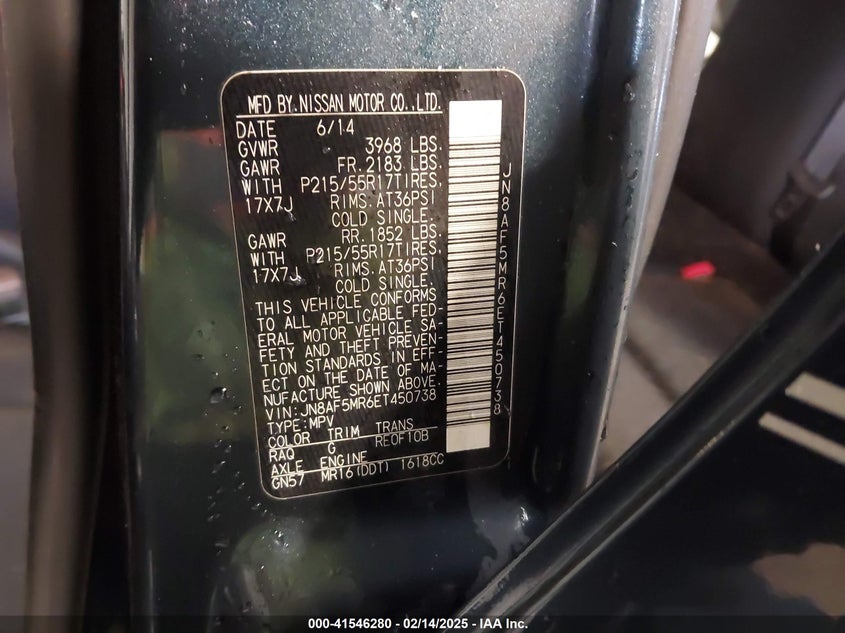 MFD BY. NISSAN MOTOR CO., LTD.
DATE 6/14
GVWR 3968 LBS.
GAWR FR. 2183 LBS.
WITH P215/55R17TIRES,
17X7J RIMS. AT36PSI
COLD SINGLE.
GAWR RR. 1852 LBS.
WITH P215/55R17TIRES,
17X7J RIMS. AT36PSI
COLD SINGLE.
THIS VEHICLE CONFORMS
TO ALL APPLICABLE FED-
ERAL MOTOR VEHICLE SA-
FETY AND THEFT PREVEN-
TION STANDARDS IN EFF-
ECT ON THE DATE OF MA-
NUFACTURE SHOWN ABOVE.
VIN:JN8AF5MR6ET450738
TYPE:MPV
COLOR TRIM TRANS
RAQ G RE0F10B
AXLE ENGINE
GN57 MR16(DDT) 1618CC
JN8AF5MR6ET450738
000-41546280 - 02/14/2025 - IAA Inc.